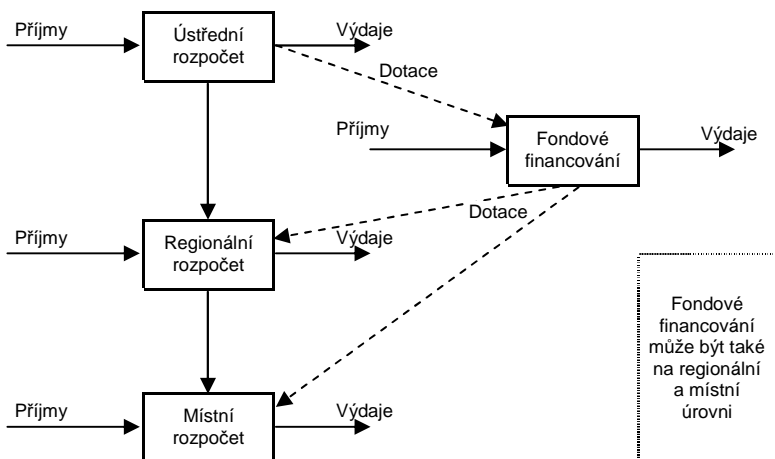 Příjmy
Ústřední
rozpočet
Výdaje
Dotace
Příjmy
Fondové
financování
Výdaje
Dotace
Příjmy
Regionální
rozpočet
Výdaje
Fondové
financování
může být také
na regionální
a místní
úrovni
Příjmy
Místní
rozpočet
Výdaje